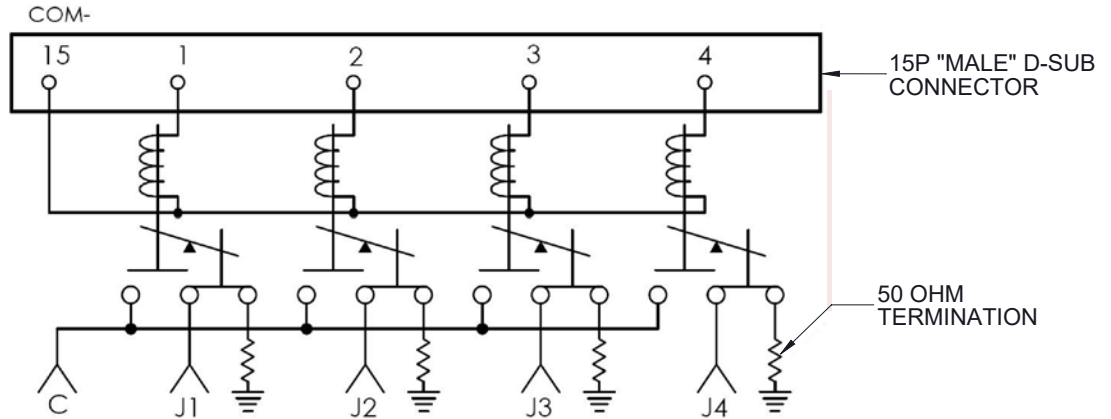 COM-
15 1 2 3 4
15P "MALE" D-SUB
CONNECTOR
50 OHM
TERMINATION
C J1 J2 J3 J4